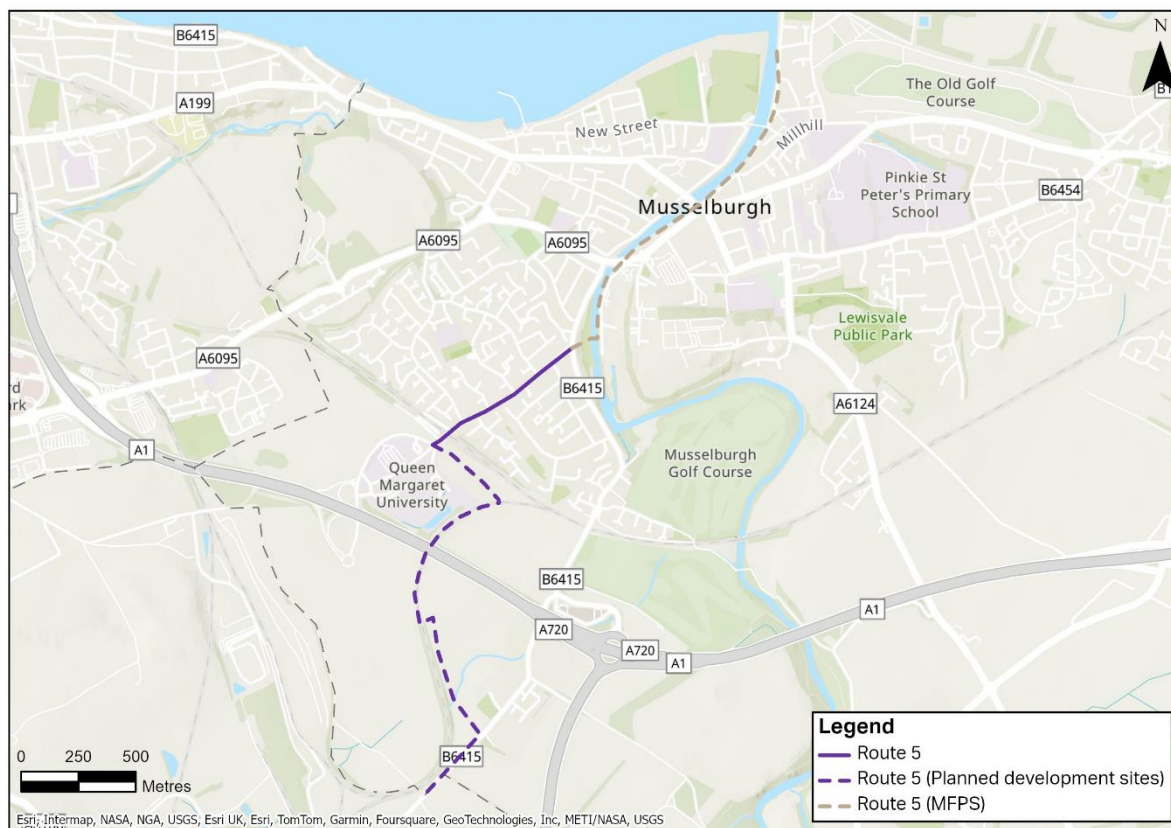 B6415
N
A199
The Old Golf
Course
B1
New Street
Millhill
Pinkie St
Peter's Primary
School
B6454
Musselburgh
A6095
A6095
Lewisvale
Public Park
A6095
B6415
A6124
A1
Musselburgh
Golf Course
Queen
Margaret
University
B6415
A1
A720
A720
A1
B6415
Legend
Route 5
Route 5 (Planned development sites)
Route 5 (MFPS)
0 250 500
Metres
Esri, Intermap, NASA, NGA, USGS, Esri UK, Esri, TomTom, Garmin, Foursquare, GeoTechnologies, Inc, METI/NASA, USGS